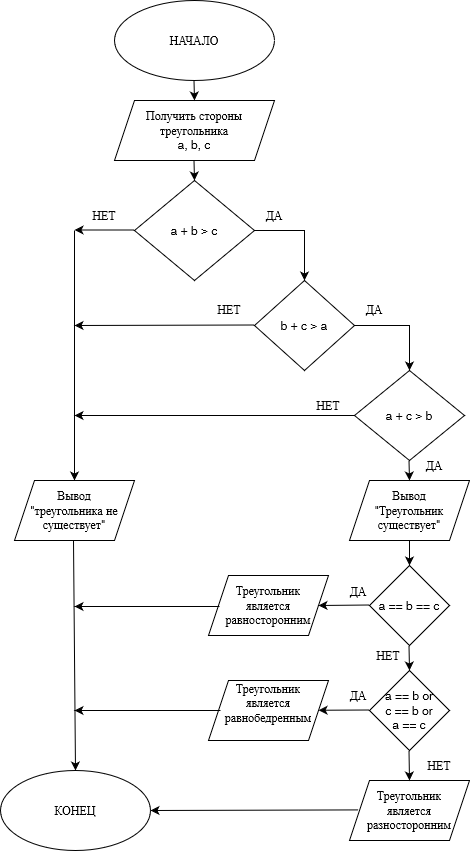 НАЧАЛО
Получить стороны
треугольника
a, b, c
НЕТ
ДА
a + b > c
НЕТ
ДА
b + c > a
НЕТ
a + c > b
ДА
Вывод
"треугольника не
существует"
Вывод
"Треугольник
существует"
Треугольник
является
равносторонним
ДА
a == b == c
НЕТ
Треугольник
является
равнобедренным
ДА
a == b or
c == b or
a == c
НЕТ
КОНЕЦ
Треугольник
является
разносторонним